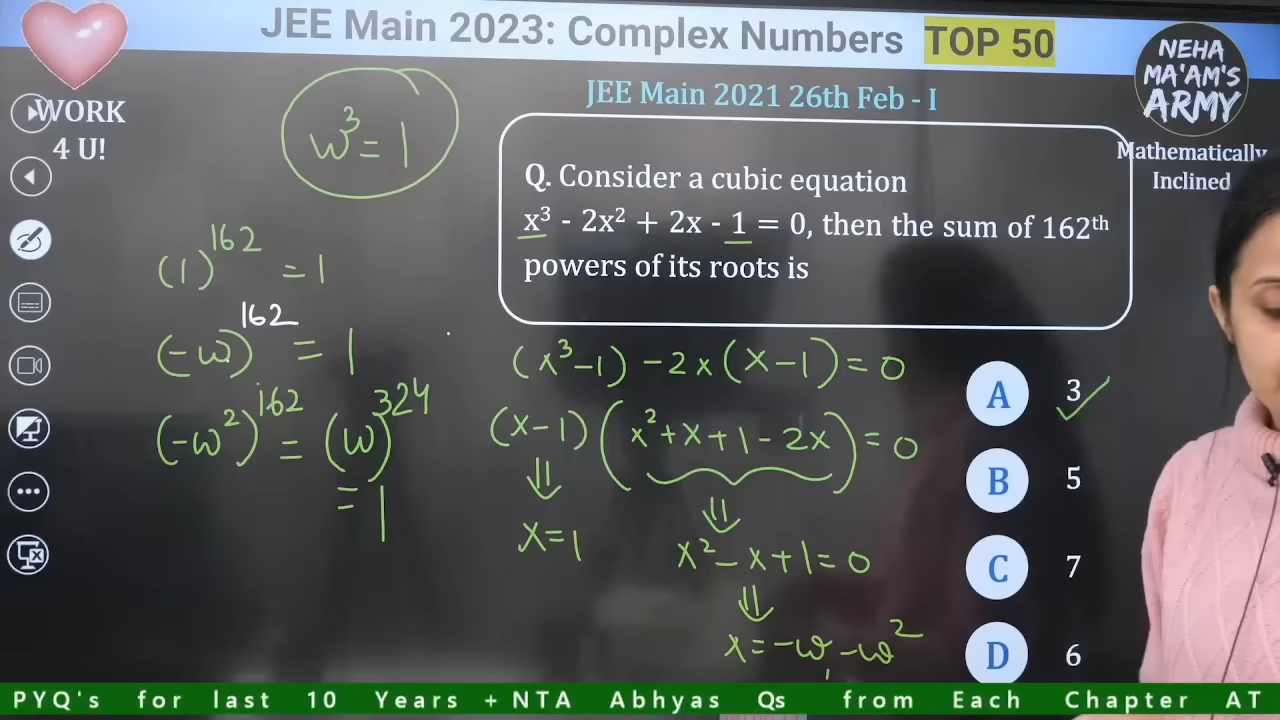 JEE Main 2023: Complex Numbers TOP 50
NEHA
MA'AM'S
ARMY
Mathematically
Inclined
WORK
4 U!
w³ = 1
JEE Main 2021 26th Feb - I
Q. Consider a cubic equation
x³ - 2x² + 2x - 1 = 0, then the sum of 162ᵗʰ
powers of its roots is
(1)¹⁶² = 1
(-ω)¹⁶² = 1
(-ω²)¹⁶² = (ω)³²⁴
= 1
(x³-1) -2x(x-1) = 0
(x-1)(x²+x+1-2x) = 0
⇓ ⇓
x=1 x²-x+1=0
⇓
x=-ω, -ω²
A 3 ✓
B 5
C 7
D 6
PYQ's for last 10 Years + NTA Abhyas Qs from Each Chapter AT